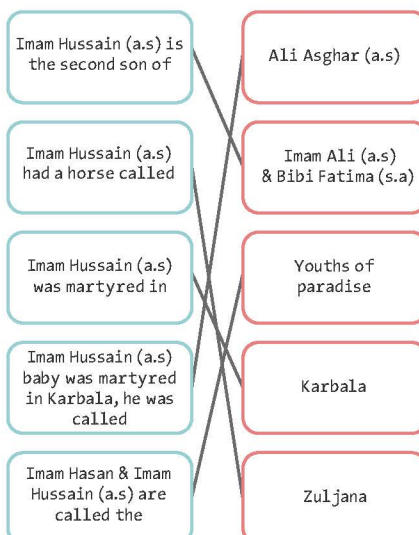 Imam Hussain (a.s) is
the second son of
Ali Asghar (a.s)
Imam Hussain (a.s)
had a horse called
Imam Ali (a.s)
& Bibi Fatima (s.a)
Imam Hussain (a.s)
was martyred in
Youths of
paradise
Imam Hussain (a.s)
baby was martyred
in Karbala, he was
called
Karbala
Imam Hasan & Imam
Hussain (a.s) are
called the
Zuljana